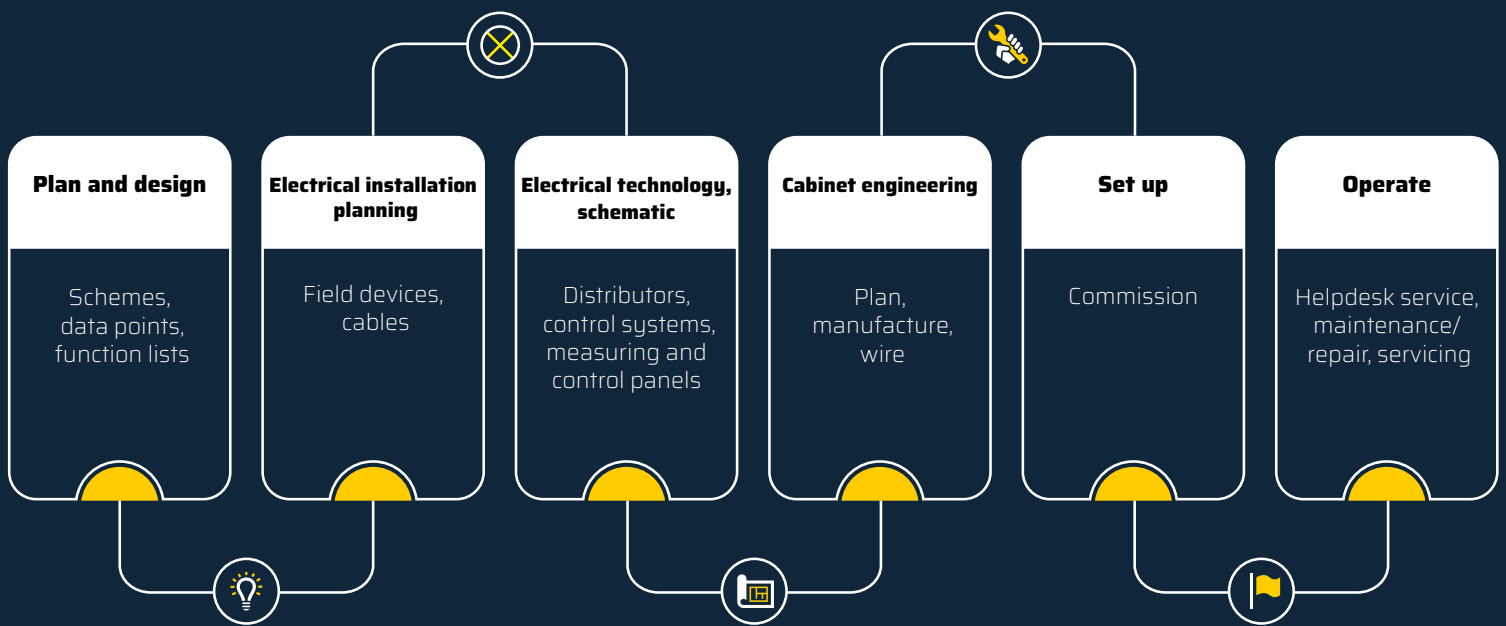 Plan and design
Schemes,
data points,
function lists
Electrical installation
planning
Field devices,
cables
Electrical technology,
schematic
Distributors,
control systems,
measuring and
control panels
Cabinet engineering
Plan,
manufacture,
wire
Set up
Commission
Operate
Helpdesk service,
maintenance/
repair, servicing